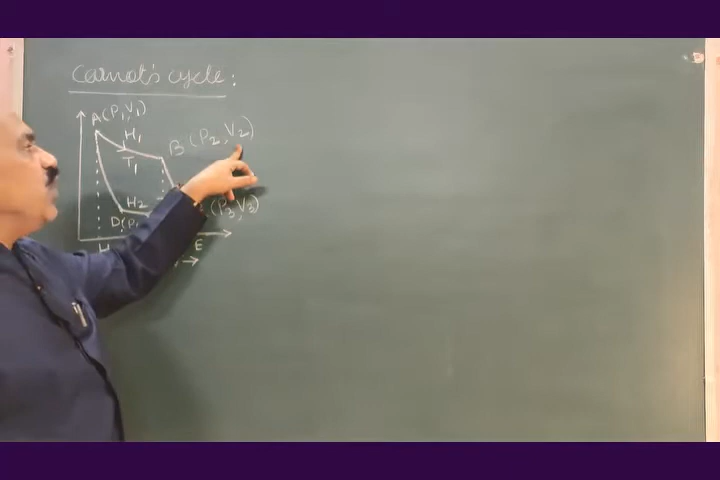 Carnot's cycle :
A (P₁, V₁)
H₁
B (P₂, V₂)
T₁
H₂
(P₃, V₃)
D (P
H
E